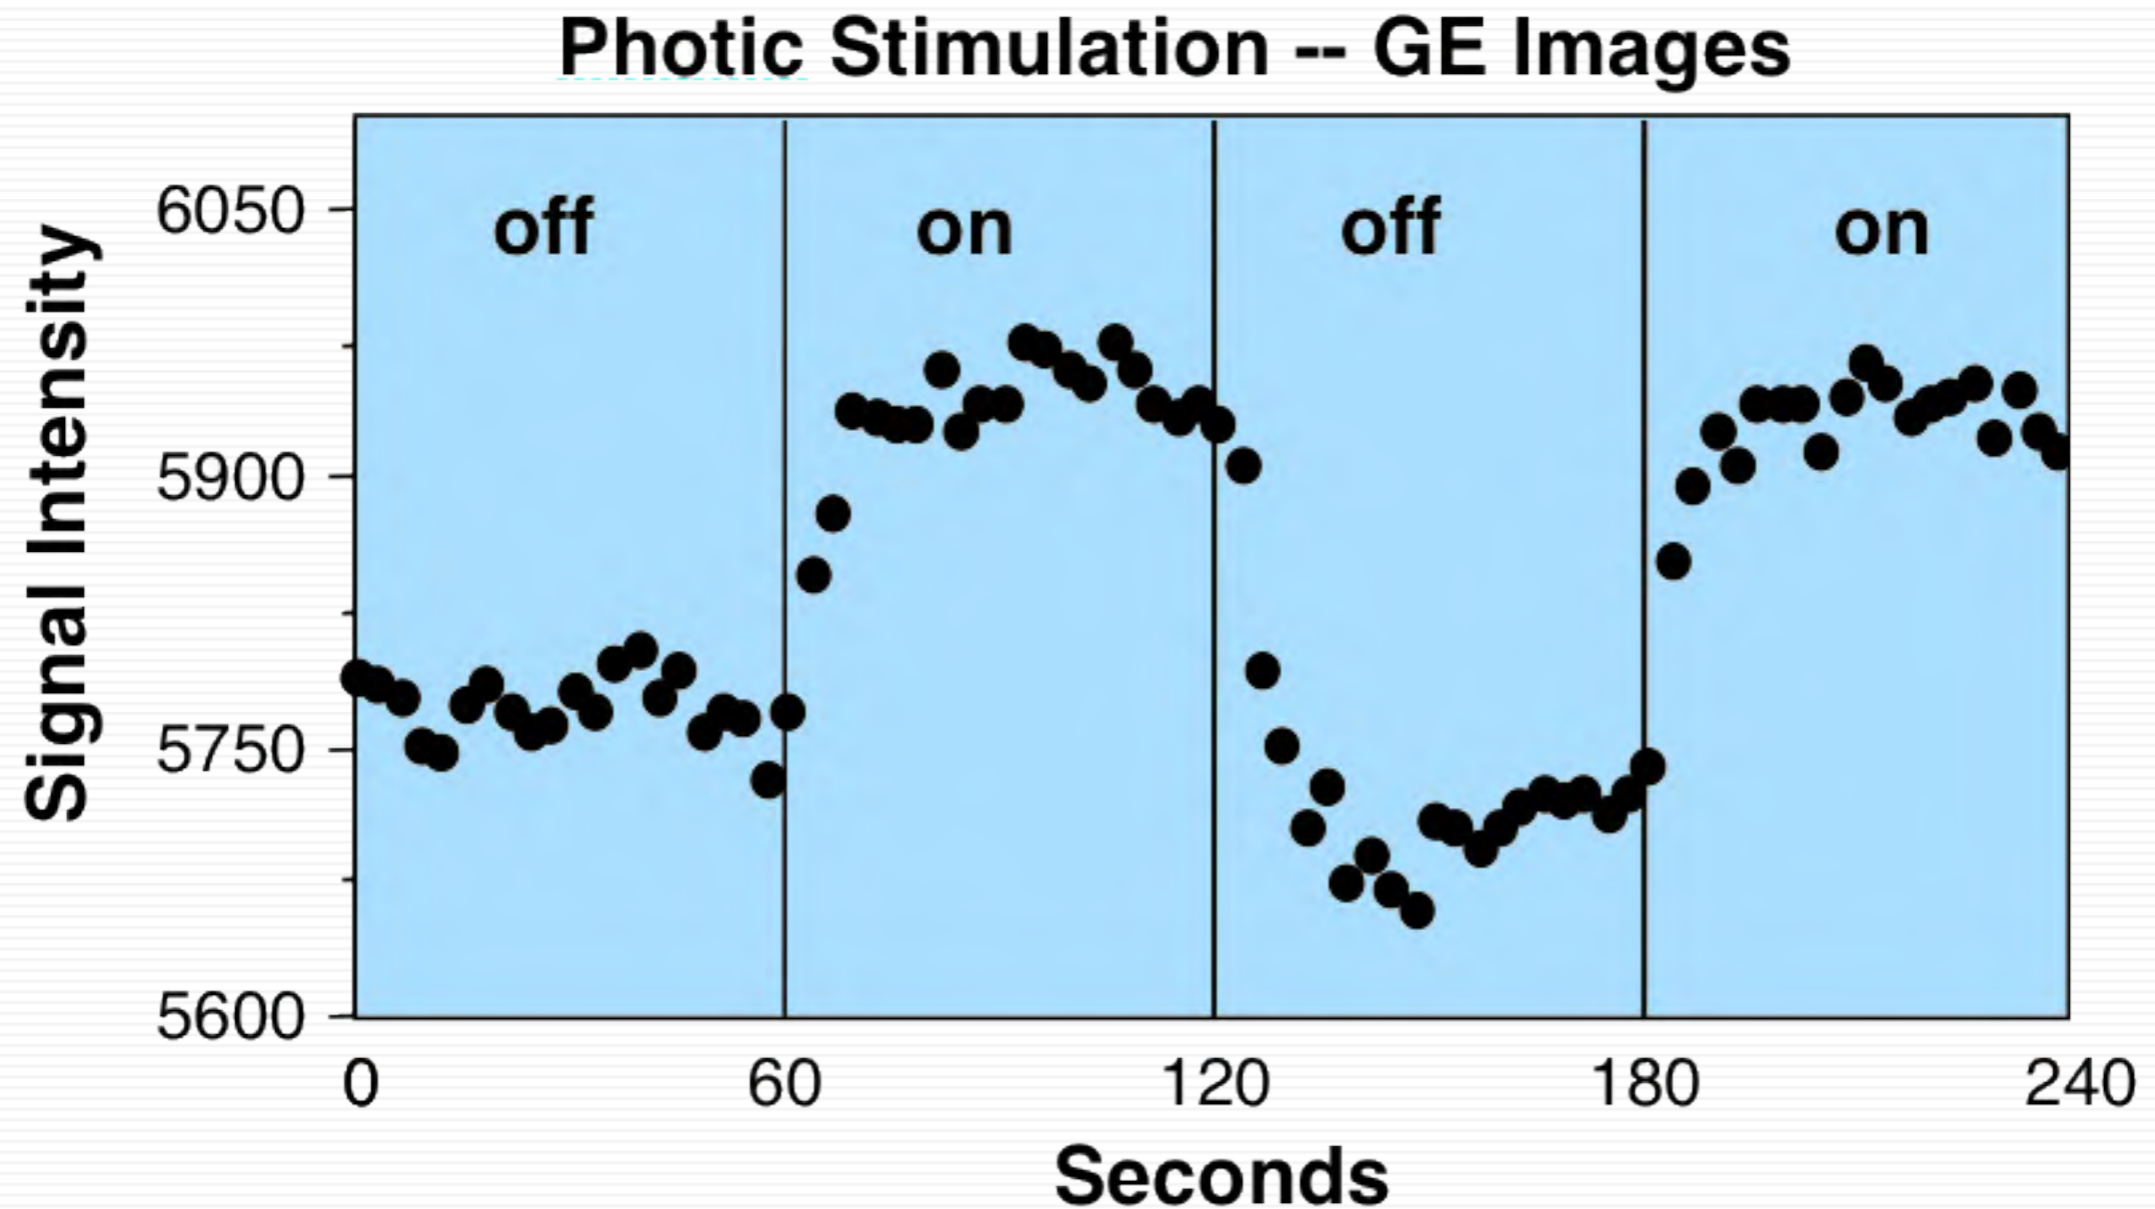 Photic Stimulation -- GE Images
off on off on
6050
5900
5750
5600
Signal Intensity
0 60 120 180 240
Seconds